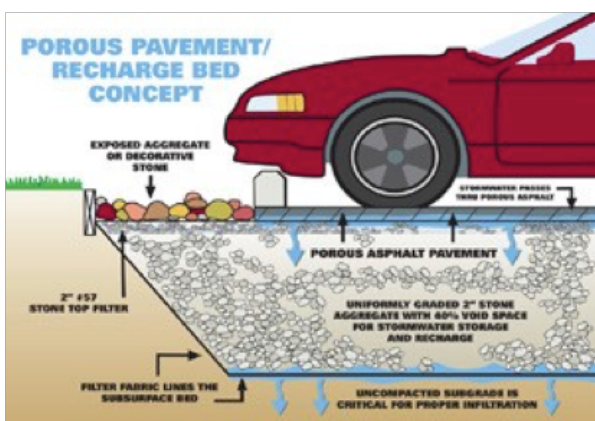 POROUS PAVEMENT/
RECHARGE BED
CONCEPT
EXPOSED AGGREGATE
OR DECORATIVE
STONE
STORMWATER PASSES
THRU POROUS ASPHALT
POROUS ASPHALT PAVEMENT
2" #57
STONE TOP FILTER
UNIFORMLY GRADED 2" STONE
AGGREGATE WITH 40% VOID SPACE
FOR STORMWATER STORAGE
AND RECHARGE
FILTER FABRIC LINES THE
SUBSURFACE BED
UNCOMPACTED SUBGRADE IS
CRITICAL FOR PROPER INFILTRATION